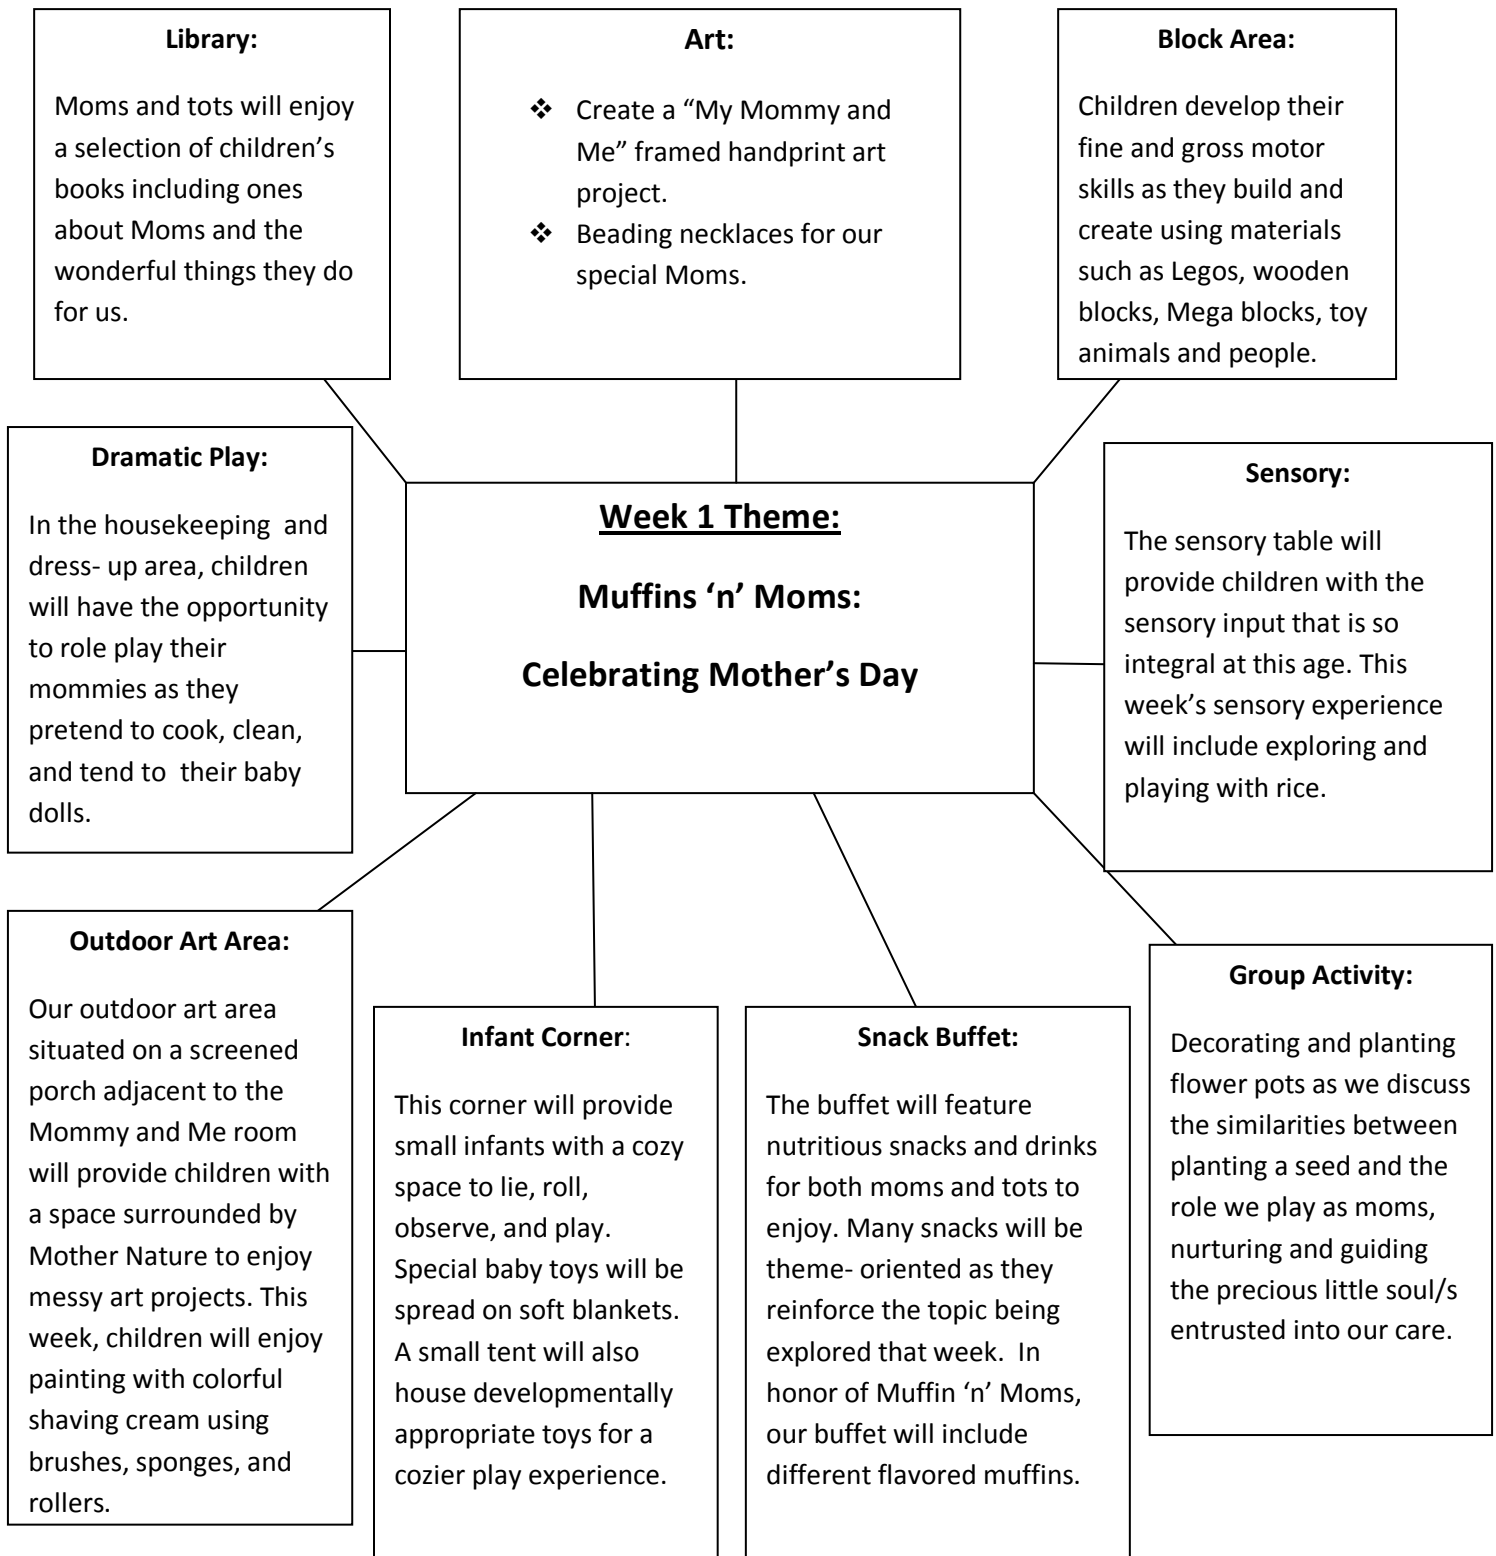 Library:
Moms and tots will enjoy
a selection of children’s
books including ones
about Moms and the
wonderful things they do
for us.
Art:
❖ Create a “My Mommy and
Me” framed handprint art
project.
❖ Beading necklaces for our
special Moms.
Block Area:
Children develop their
fine and gross motor
skills as they build and
create using materials
such as Legos, wooden
blocks, Mega blocks, toy
animals and people.
Dramatic Play:
In the housekeeping  and
dress- up area, children
will have the opportunity
to role play their
mommies as they
pretend to cook, clean,
and tend to  their baby
dolls.
Week 1 Theme:
Muffins ‘n’ Moms:
Celebrating Mother’s Day
Sensory:
The sensory table will
provide children with the
sensory input that is so
integral at this age. This
week’s sensory experience
will include exploring and
playing with rice.
Outdoor Art Area:
Our outdoor art area
situated on a screened
porch adjacent to the
Mommy and Me room
will provide children with
a space surrounded by
Mother Nature to enjoy
messy art projects. This
week, children will enjoy
painting with colorful
shaving cream using
brushes, sponges, and
rollers.
Infant Corner:
This corner will provide
small infants with a cozy
space to lie, roll,
observe, and play.
Special baby toys will be
spread on soft blankets.
A small tent will also
house developmentally
appropriate toys for a
cozier play experience.
Snack Buffet:
The buffet will feature
nutritious snacks and drinks
for both moms and tots to
enjoy. Many snacks will be
theme- oriented as they
reinforce the topic being
explored that week.  In
honor of Muffin ‘n’ Moms,
our buffet will include
different flavored muffins.
Group Activity:
Decorating and planting
flower pots as we discuss
the similarities between
planting a seed and the
role we play as moms,
nurturing and guiding
the precious little soul/s
entrusted into our care.